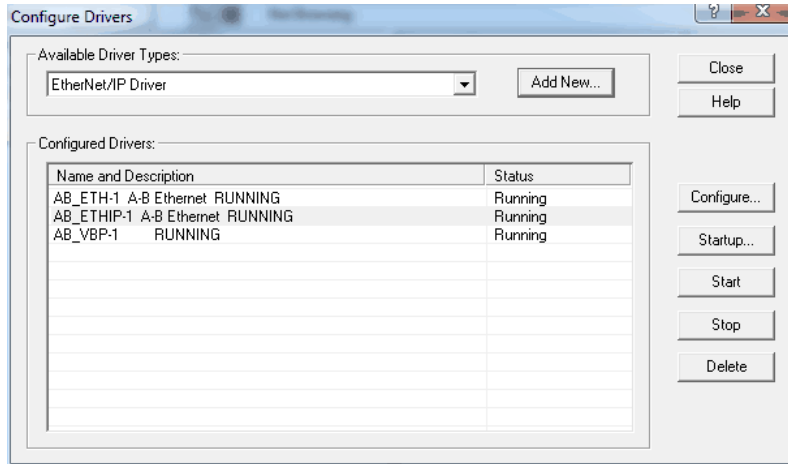 Configure Drivers
Available Driver Types:
EtherNet/IP Driver
Add New...
Close
Help
Configured Drivers:
Name and Description Status
AB_ETH-1 A-B Ethernet RUNNING Running
AB_ETHIP-1 A-B Ethernet RUNNING Running
AB_VBP-1 RUNNING Running
Configure...
Startup...
Start
Stop
Delete